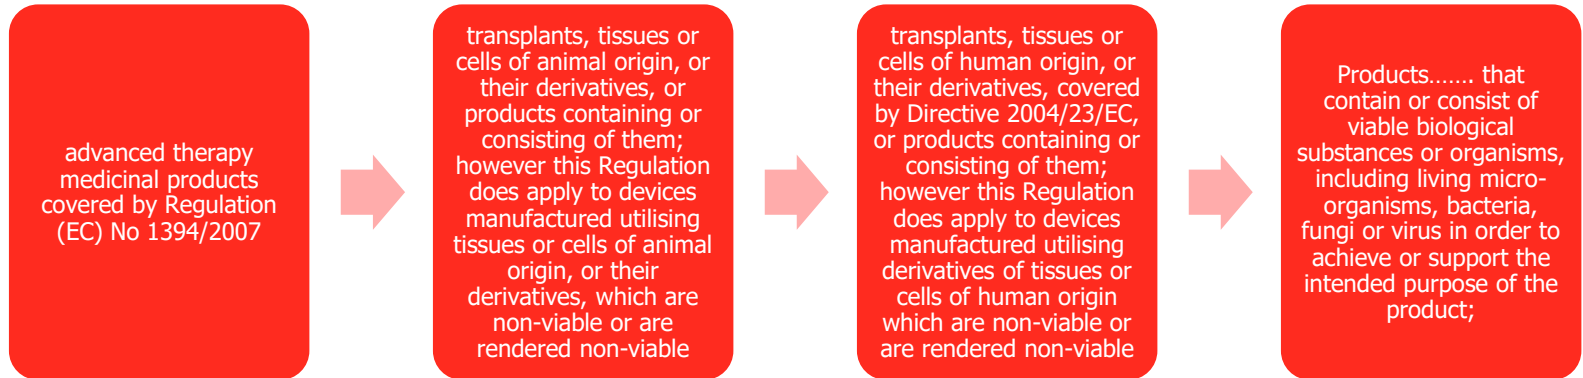 advanced therapy
medicinal products
covered by Regulation
(EC) No 1394/2007
transplants, tissues or
cells of animal origin, or
their derivatives, or
products containing or
consisting of them;
however this Regulation
does apply to devices
manufactured utilising
tissues or cells of animal
origin, or their
derivatives, which are
non-viable or are
rendered non-viable
transplants, tissues or
cells of human origin, or
their derivatives, covered
by Directive 2004/23/EC,
or products containing or
consisting of them;
however this Regulation
does apply to devices
manufactured utilising
derivatives of tissues or
cells of human origin
which are non-viable or
are rendered non-viable
Products……. that
contain or consist of
viable biological
substances or organisms,
including living micro-
organisms, bacteria,
fungi or virus in order to
achieve or support the
intended purpose of the
product;